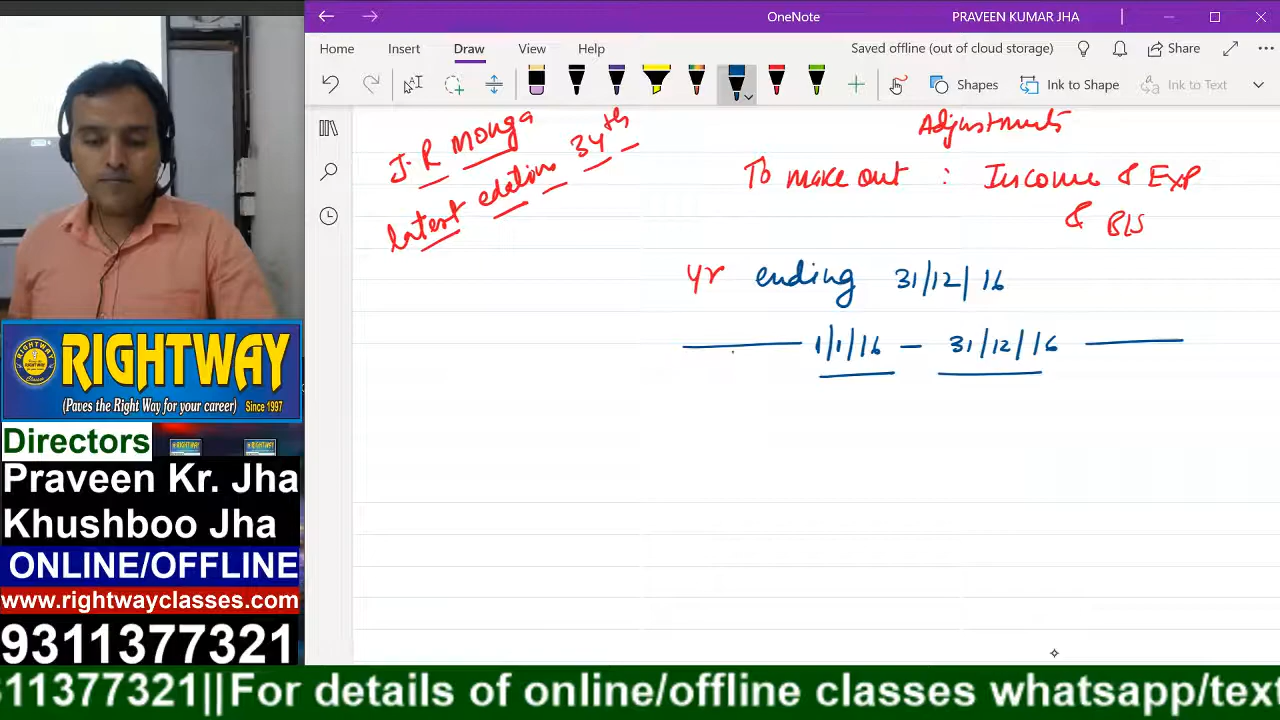 OneNote
PRAVEEN KUMAR JHA
Home Insert Draw View Help
Saved offline (out of cloud storage)
Share
Shapes
Ink to Shape
Ink to Text
J.R Monga
latest edition 34th
Adjustments
To make out : Income & EXP
& B/S
Yr ending 31/12/16
1/1/16 - 31/12/16
RIGHTWAY
(Paves the Right Way for your career) Since 1997
Directors
Praveen Kr. Jha
Khushboo Jha
ONLINE/OFFLINE
www.rightwayclasses.com
9311377321
311377321||For details of online/offline classes whatsapp/text